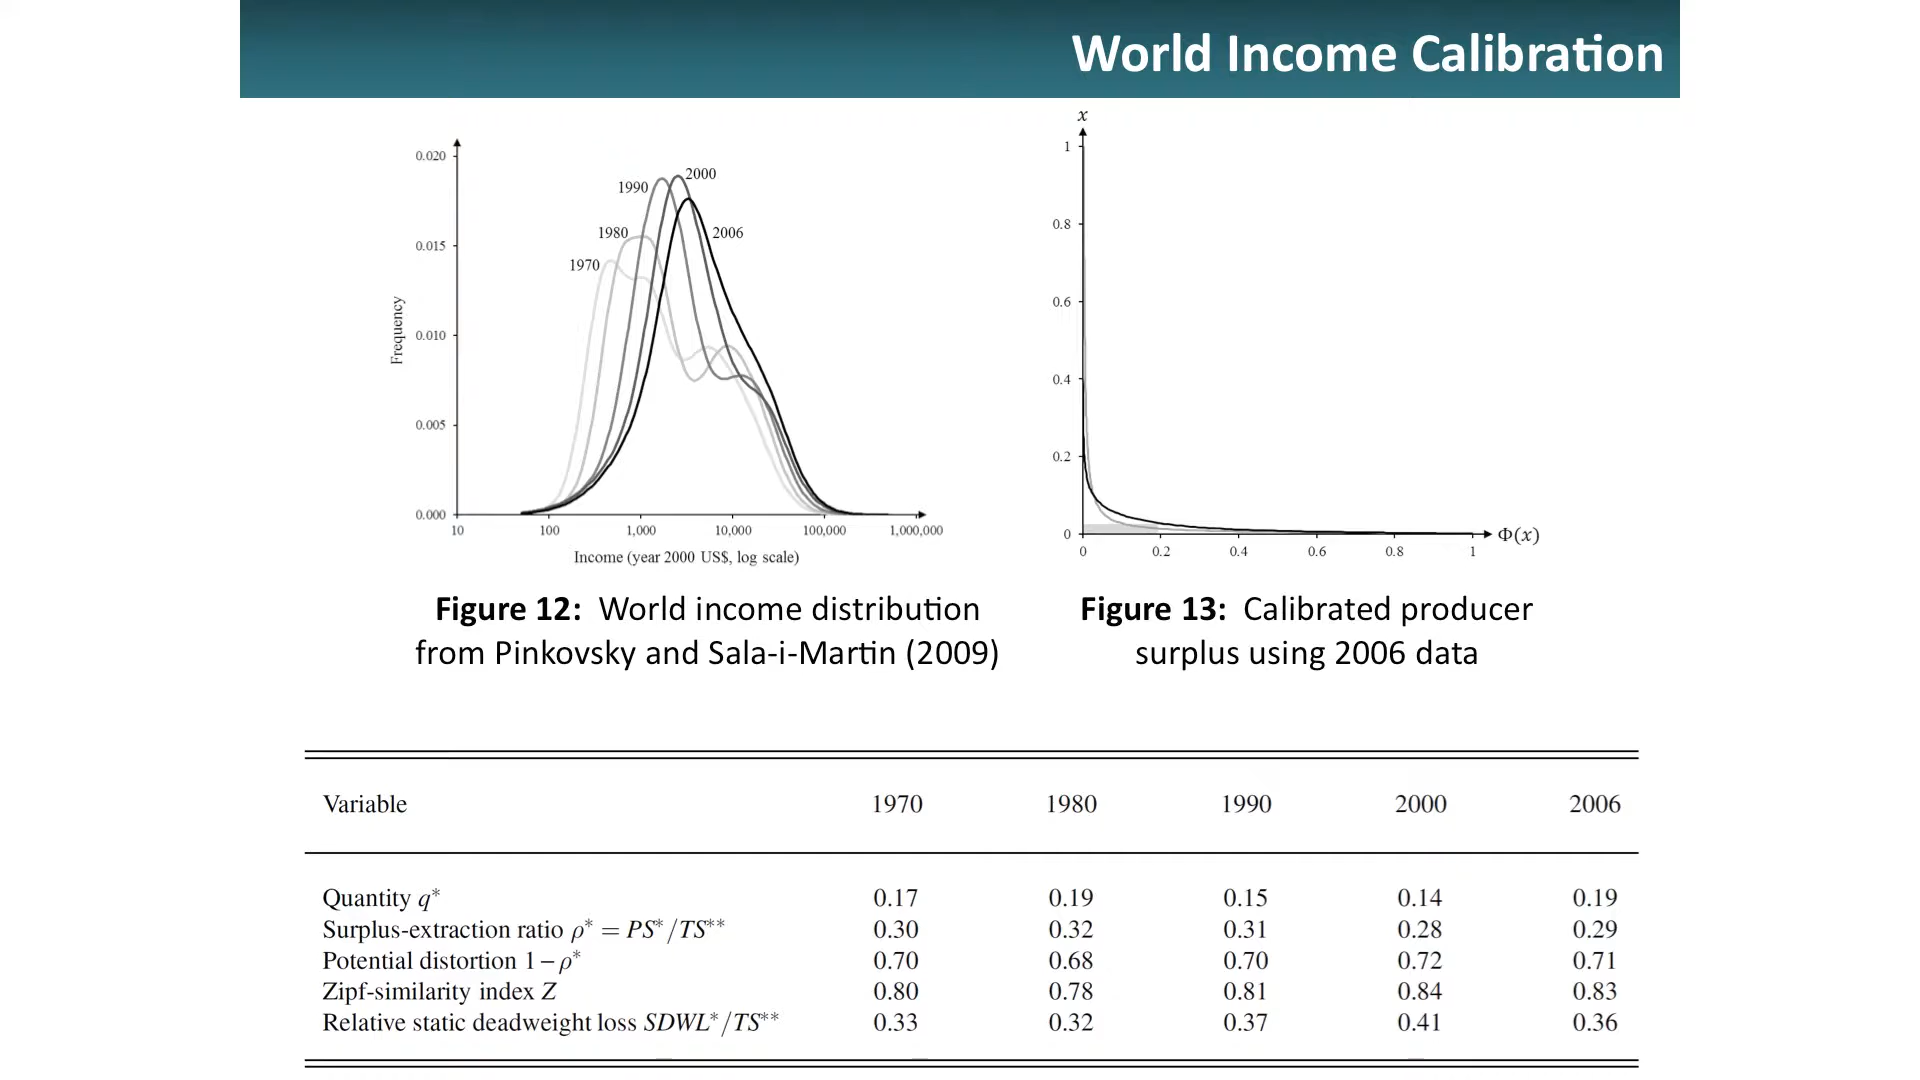 World Income Calibration
0.020
0.015
0.010
0.005
0.000
Frequency
1970
1980
1990
2000
2006
10 100 1,000 10,000 100,000 1,000,000
Income (year 2000 US$, log scale)
x
1
0.8
0.6
0.4
0.2
0
0 0.2 0.4 0.6 0.8 1
Φ(x)
Figure 12: World income distribution
from Pinkovsky and Sala-i-Martin (2009)
Figure 13: Calibrated producer
surplus using 2006 data
Variable 1970 1980 1990 2000 2006
Quantity q* 0.17 0.19 0.15 0.14 0.19
Surplus-extraction ratio ρ* = PS*/TS** 0.30 0.32 0.31 0.28 0.29
Potential distortion 1 − ρ* 0.70 0.68 0.70 0.72 0.71
Zipf-similarity index Z 0.80 0.78 0.81 0.84 0.83
Relative static deadweight loss SDWL*/TS** 0.33 0.32 0.37 0.41 0.36